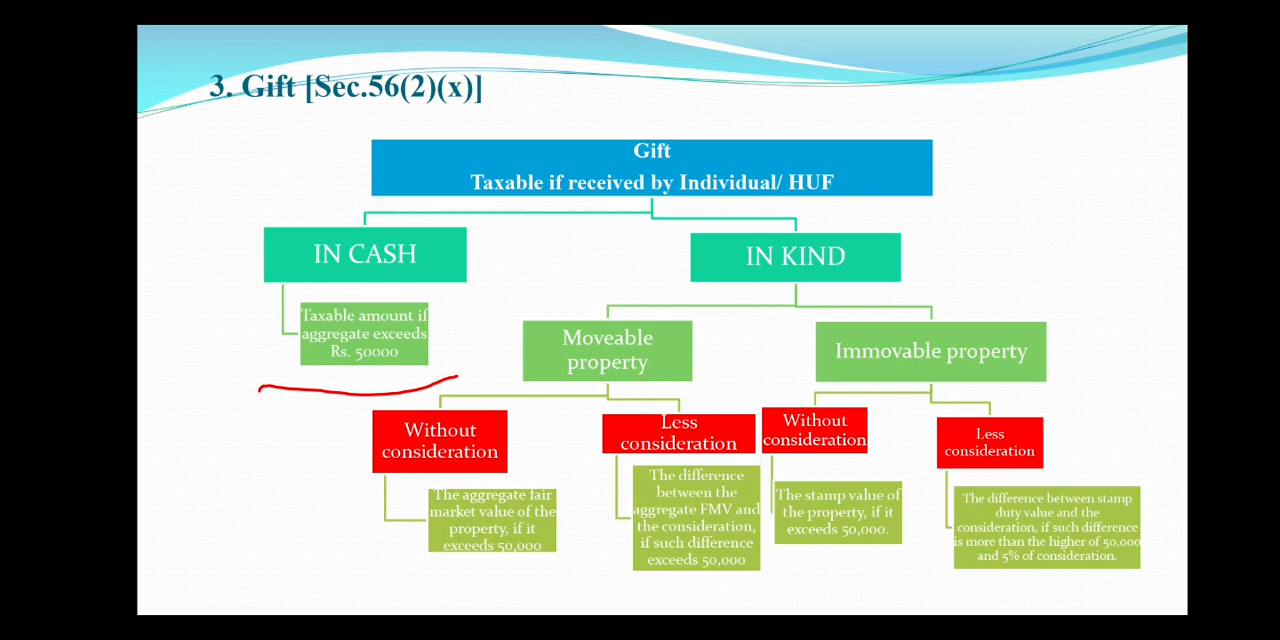 3. Gift [Sec.56(2)(x)]
Gift
Taxable if received by Individual/ HUF
IN CASH
Taxable amount if
aggregate exceeds
Rs. 50000
IN KIND
Moveable
property
Without
consideration
The aggregate fair
market value of the
property, if it
exceeds 50,000
Less
consideration
The difference
between the
aggregate FMV and
the consideration,
if such difference
exceeds 50,000
Immovable property
Without
consideration
The stamp value of
the property, if it
exceeds 50,000.
Less
consideration
The difference between stamp
duty value and the
consideration, if such difference
is more than the higher of 50,000
and 5% of consideration.